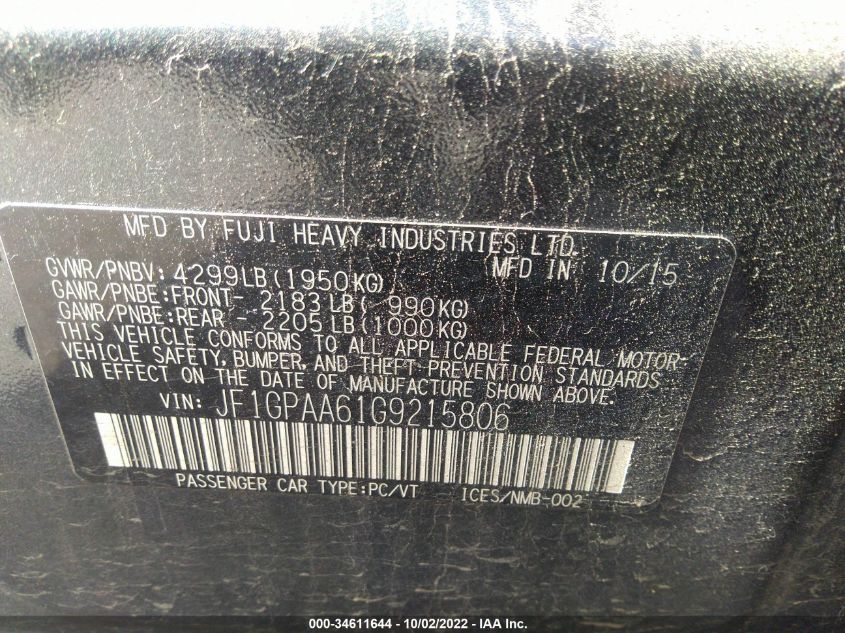 MFD BY FUJI HEAVY INDUSTRIES LTD.
GVWR/PNBV: 4299LB(1950KG) MFD IN 10/15
GAWR/PNBE:FRONT- 2183LB( 990KG)
GAWR/PNBE:REAR - 2205LB(1000KG)
THIS VEHICLE CONFORMS TO ALL APPLICABLE FEDERAL MOTOR-
VEHICLE SAFETY, BUMPER, AND THEFT-PREVENTION STANDARDS
IN EFFECT ON THE DATE OF MANUFACTURE SHOWN ABOVE.
VIN: JF1GPAA61G9215806
PASSENGER CAR TYPE:PC/VT ICES/NMB-002
000-34611644 - 10/02/2022 - IAA Inc.